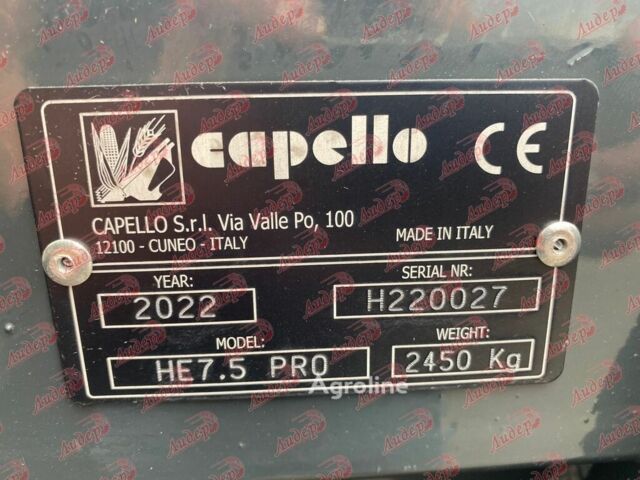 capello CE
CAPELLO S.r.l. Via Valle Po, 100
12100 - CUNEO - ITALY
MADE IN ITALY
YEAR:
2022
SERIAL NR:
H220027
MODEL:
HE7.5 PRO
WEIGHT:
2450 Kg
Agroline
Лидер